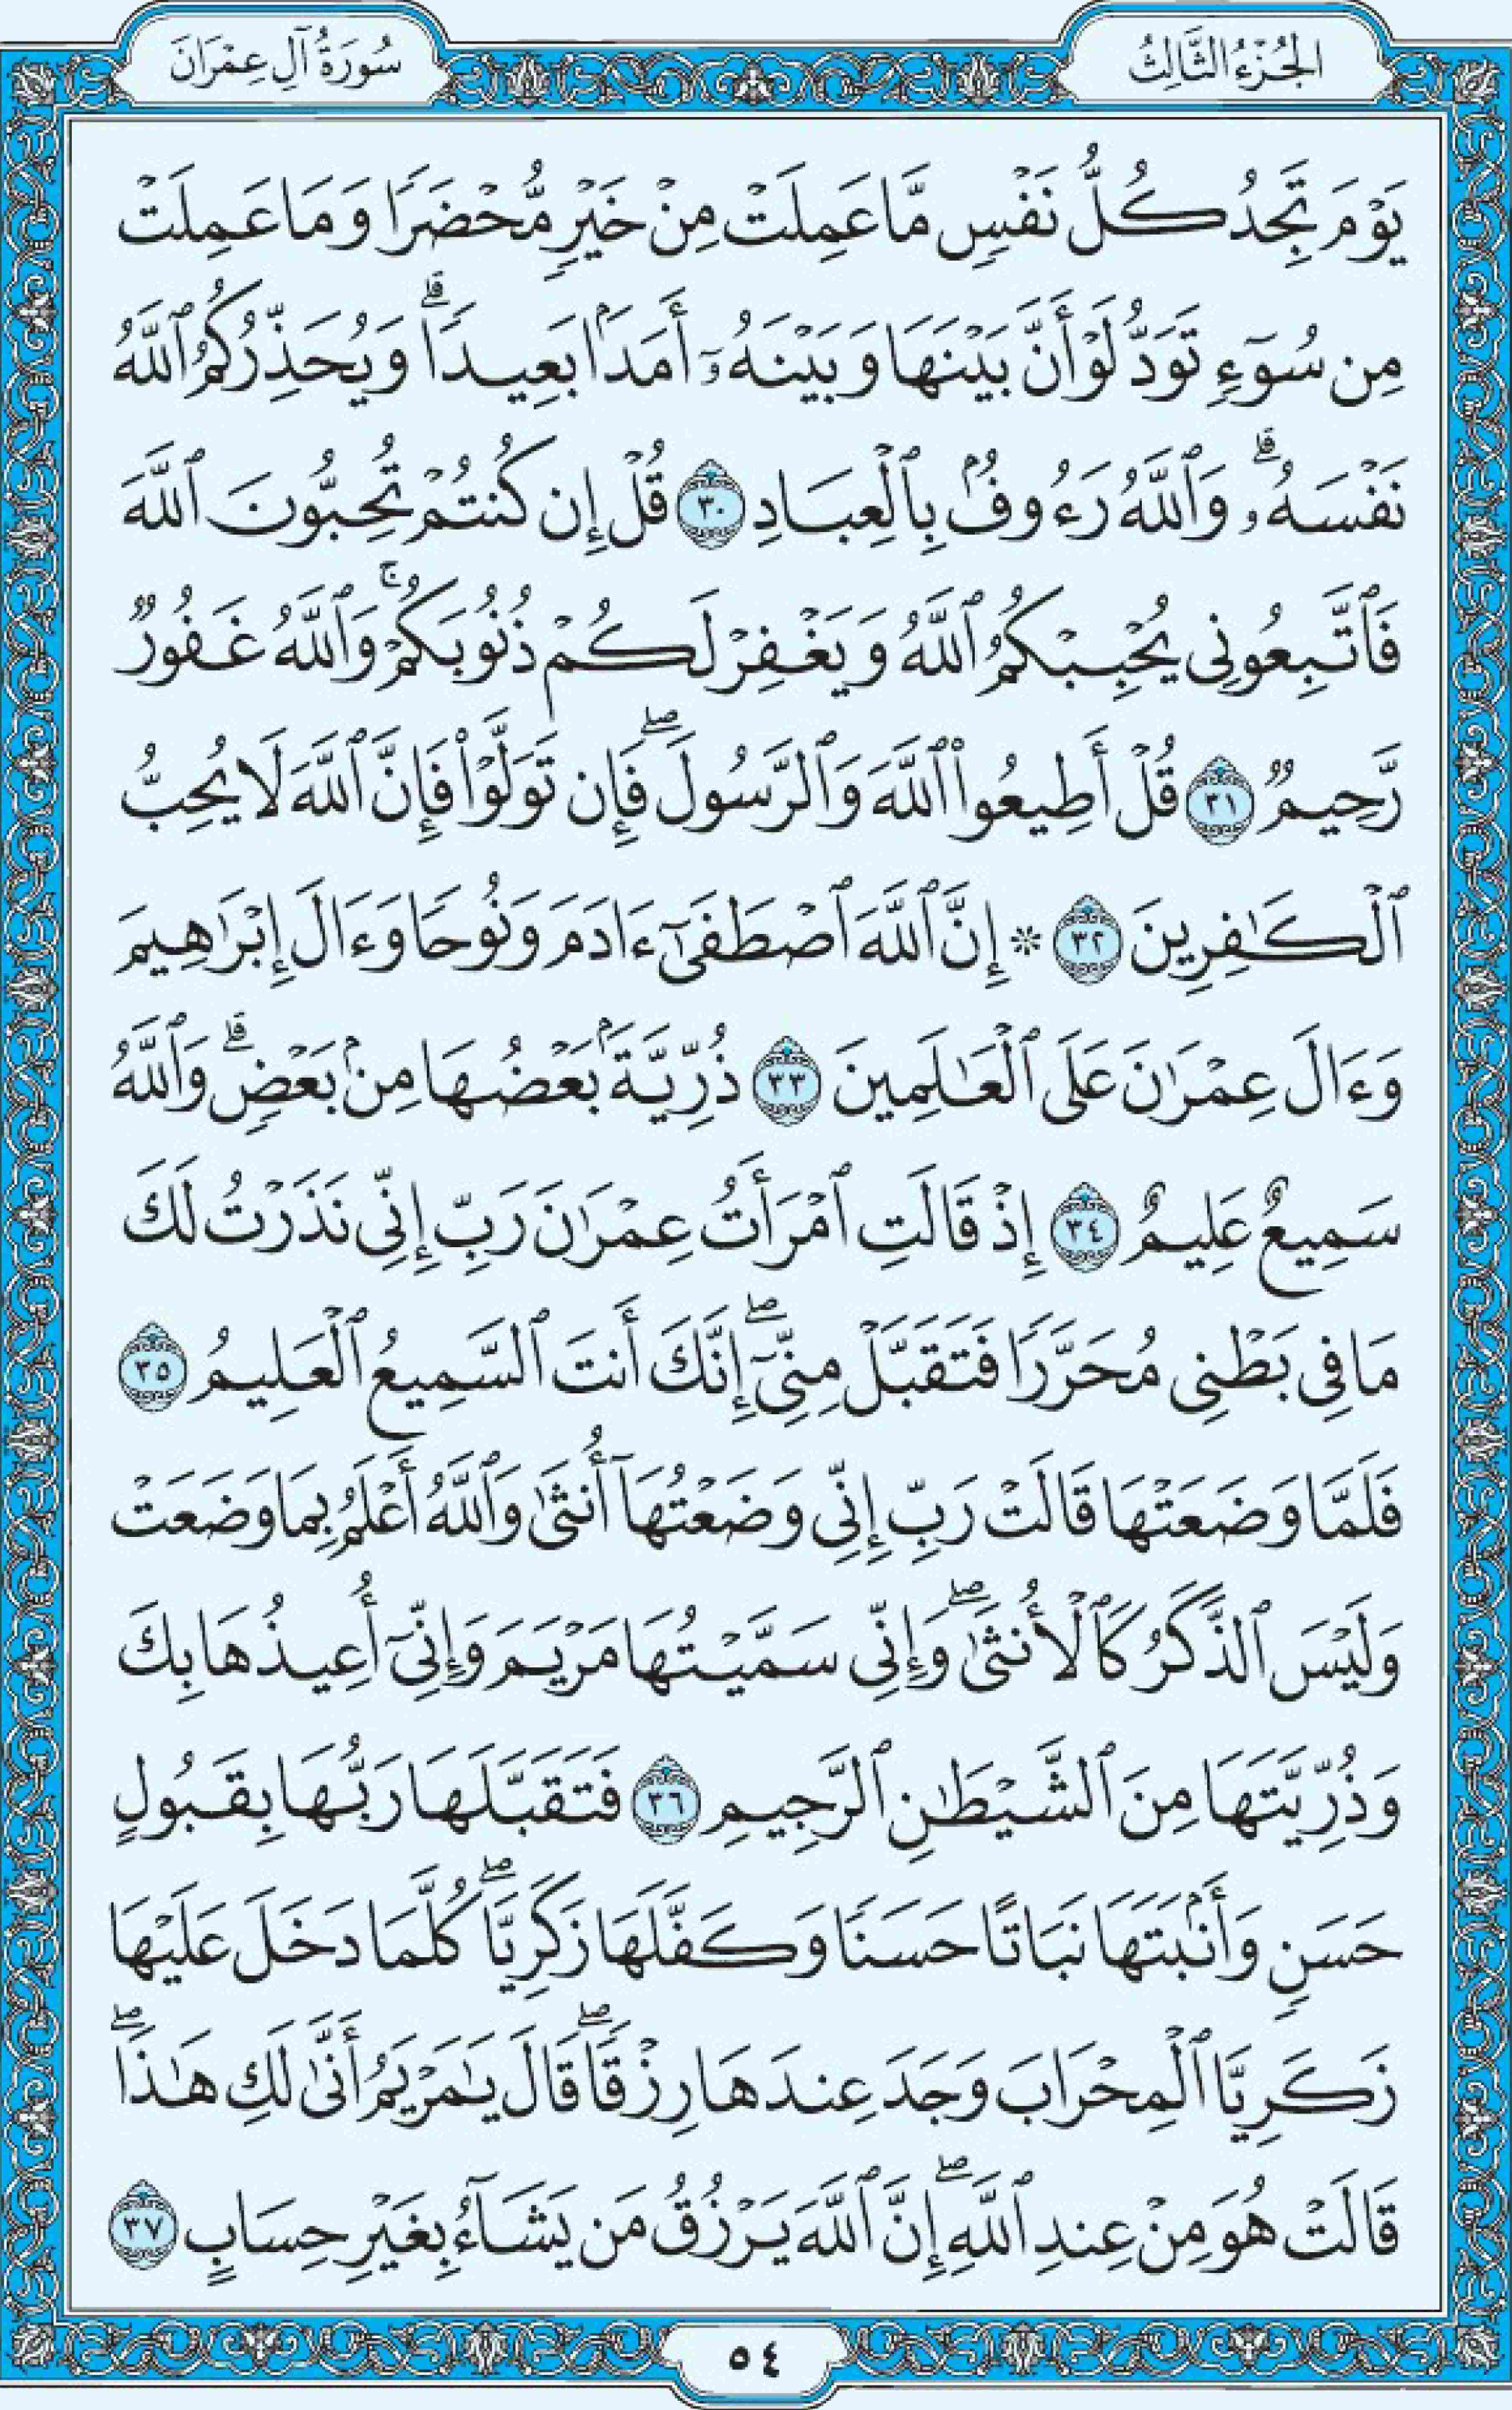 الجُزْءُ الثَّالِثُ
سُورَةُ آلِ عِمْرَانَ
يَوْمَ تَجِدُ كُلُّ نَفْسٍ مَّا عَمِلَتْ مِنْ خَيْرٍ مُّحْضَرًا وَمَا عَمِلَتْ
مِن سُوٓءٍ تَوَدُّ لَوْ أَنَّ بَيْنَهَا وَبَيْنَهُۥٓ أَمَدًۢا بَعِيدًا ۗ وَيُحَذِّرُكُمُ ٱللَّهُ
نَفْسَهُۥ ۗ وَٱللَّهُ رَءُوفٌۢ بِٱلْعِبَادِ ٣٠ قُلْ إِن كُنتُمْ تُحِبُّونَ ٱللَّهَ
فَٱتَّبِعُونِى يُحْبِبْكُمُ ٱللَّهُ وَيَغْفِرْ لَكُمْ ذُنُوبَكُمْ ۚ وَٱللَّهُ غَفُورٌ
رَّحِيمٌ ٣١ قُلْ أَطِيعُوا۟ ٱللَّهَ وَٱلرَّسُولَ ۖ فَإِن تَوَلَّوْا۟ فَإِنَّ ٱللَّهَ لَا يُحِبُّ
ٱلْكَـٰفِرِينَ ٣٢ ۞ إِنَّ ٱللَّهَ ٱصْطَفَىٰٓ ءَادَمَ وَنُوحًا وَءَالَ إِبْرَٰهِيمَ
وَءَالَ عِمْرَٰنَ عَلَى ٱلْعَـٰلَمِينَ ٣٣ ذُرِّيَّةًۢ بَعْضُهَا مِنۢ بَعْضٍ ۗ وَٱللَّهُ
سَمِيعٌ عَلِيمٌ ٣٤ إِذْ قَالَتِ ٱمْرَأَتُ عِمْرَٰنَ رَبِّ إِنِّى نَذَرْتُ لَكَ
مَا فِى بَطْنِى مُحَرَّرًا فَتَقَبَّلْ مِنِّىٓ ۖ إِنَّكَ أَنتَ ٱلسَّمِيعُ ٱلْعَلِيمُ ٣٥
فَلَمَّا وَضَعَتْهَا قَالَتْ رَبِّ إِنِّى وَضَعْتُهَآ أُنثَىٰ وَٱللَّهُ أَعْلَمُ بِمَا وَضَعَتْ
وَلَيْسَ ٱلذَّكَرُ كَٱلْأُنثَىٰ ۖ وَإِنِّى سَمَّيْتُهَا مَرْيَمَ وَإِنِّىٓ أُعِيذُهَا بِكَ
وَذُرِّيَّتَهَا مِنَ ٱلشَّيْطَـٰنِ ٱلرَّجِيمِ ٣٦ فَتَقَبَّلَهَا رَبُّهَا بِقَبُولٍ
حَسَنٍ وَأَنۢبَتَهَا نَبَاتًا حَسَنًا وَكَفَّلَهَا زَكَرِيَّا ۖ كُلَّمَا دَخَلَ عَلَيْهَا
زَكَرِيَّا ٱلْمِحْرَابَ وَجَدَ عِندَهَا رِزْقًا ۖ قَالَ يَـٰمَرْيَمُ أَنَّىٰ لَكِ هَـٰذَا ۖ
قَالَتْ هُوَ مِنْ عِندِ ٱللَّهِ ۖ إِنَّ ٱللَّهَ يَرْزُقُ مَن يَشَآءُ بِغَيْرِ حِسَابٍ ٣٧
٥٤